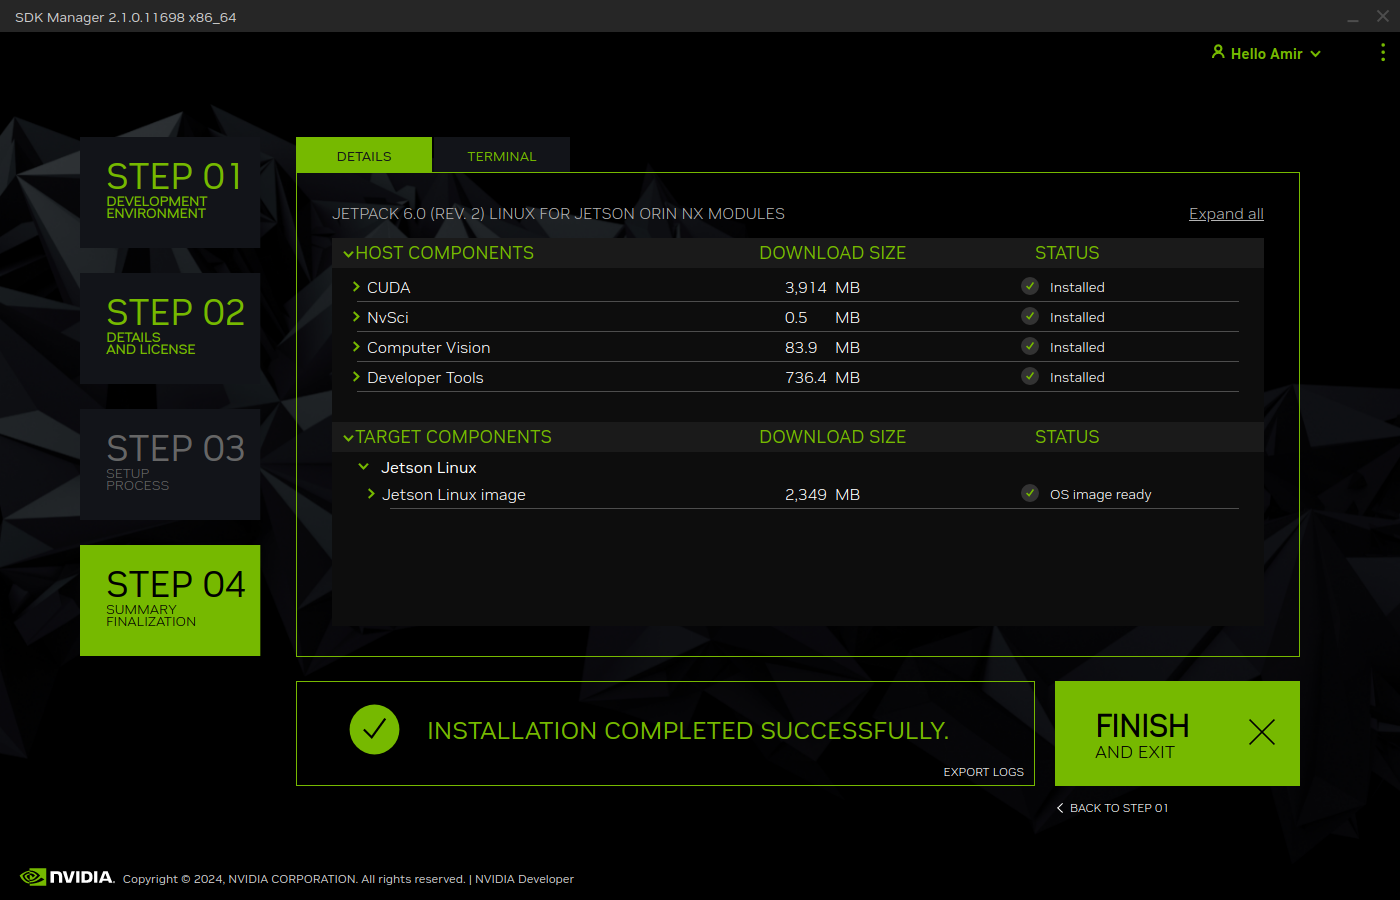 SDK Manager 2.1.0.11698 x86_64
Hello Amir
STEP 01
DEVELOPMENT
ENVIRONMENT
STEP 02
DETAILS
AND LICENSE
STEP 03
SETUP
PROCESS
STEP 04
SUMMARY
FINALIZATION
DETAILS TERMINAL
JETPACK 6.0 (REV. 2) LINUX FOR JETSON ORIN NX MODULES Expand all
HOST COMPONENTS DOWNLOAD SIZE STATUS
CUDA 3,914 MB Installed
NvSci 0.5 MB Installed
Computer Vision 83.9 MB Installed
Developer Tools 736.4 MB Installed
TARGET COMPONENTS DOWNLOAD SIZE STATUS
Jetson Linux
Jetson Linux image 2,349 MB OS image ready
INSTALLATION COMPLETED SUCCESSFULLY.
EXPORT LOGS
FINISH
AND EXIT
BACK TO STEP 01
NVIDIA. Copyright © 2024, NVIDIA CORPORATION. All rights reserved. | NVIDIA Developer